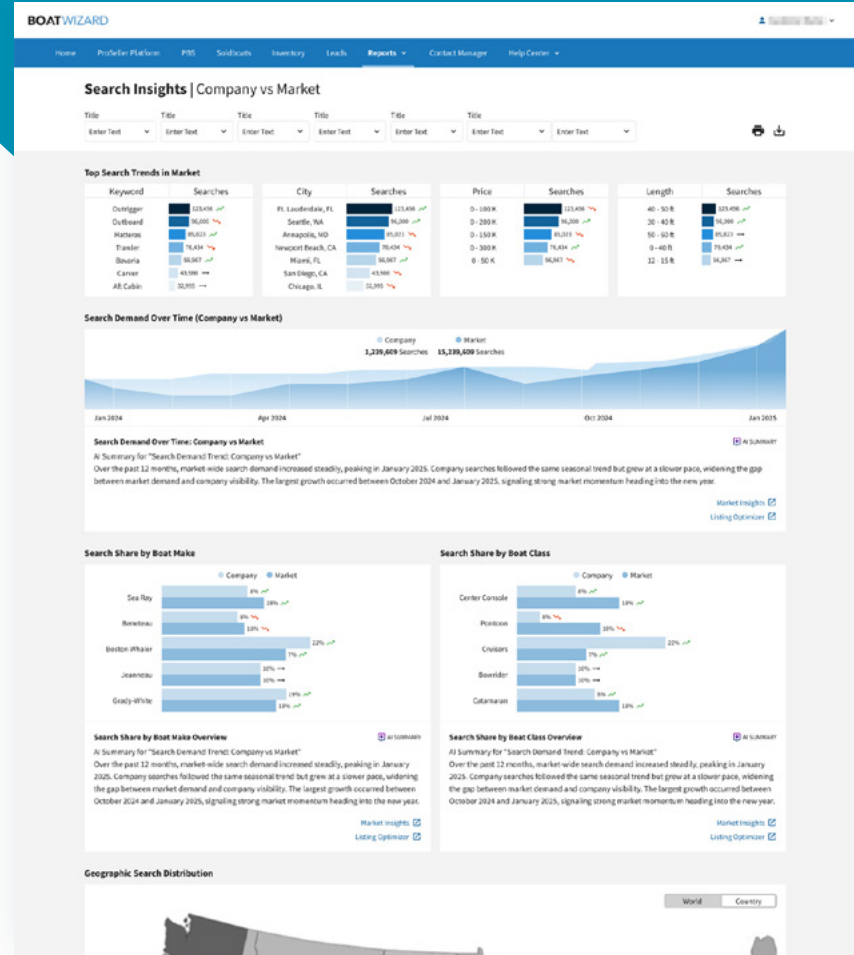 BOATWIZARD
Home ProSeller Platform PBS Soldboats Inventory Leads Reports Contact Manager Help Center
Search Insights | Company vs Market
Title Title Title Title Title Title
Enter Text Enter Text Enter Text Enter Text Enter Text Enter Text Enter Text
Top Search Trends in Market
Keyword Searches
Outrigger 123,456
Outboard 96,000
Matteras 85,023
Transfer 78,434
Bavaria 56,967
Carver 43,500
Aft Cabin 32,995
City Searches
Ft. Lauderdale, FL 123,456
Seattle, WA 96,000
Annapolis, MD 85,023
Newport Beach, CA 78,434
Miami, FL 56,967
San Diego, CA 43,500
Chicago, IL 32,995
Price Searches
0 - 100 K 123,456
0 - 200 K 96,000
0 - 150 K 85,023
0 - 300 K 78,434
0 - 50 K 56,967
Length Searches
40 - 50 ft 123,456
30 - 40 ft 96,000
50 - 60 ft 85,023
0 - 40 ft 78,434
12 - 15 ft 56,967
Search Demand Over Time (Company vs Market)
Company Market
1,239,609 Searches 15,239,609 Searches
Jan 2024 Apr 2024 Jul 2024 Oct 2024 Jan 2025
Search Demand Over Time: Company vs Market
AI SUMMARY
AI Summary for "Search Demand Trend: Company vs Market"
Over the past 12 months, market-wide search demand increased steadily, peaking in January 2025. Company searches followed the same seasonal trend but grew at a slower pace, widening the gap
between market demand and company visibility. The largest growth occurred between October 2024 and January 2025, signaling strong market momentum heading into the new year.
Market Insights
Listing Optimizer
Search Share by Boat Make
Company Market
Sea Ray 8% 18%
Beneteau 8% 18%
Boston Whaler 22% 7%
Jeanneau 10% 10%
Grady-White 19% 18%
Search Share by Boat Make Overview
AI SUMMARY
AI Summary for "Search Demand Trend: Company vs Market"
Over the past 12 months, market-wide search demand increased steadily, peaking in January
2025. Company searches followed the same seasonal trend but grew at a slower pace, widening
the gap between market demand and company visibility. The largest growth occurred between
October 2024 and January 2025, signaling strong market momentum heading into the new year.
Market Insights
Listing Optimizer
Search Share by Boat Class
Company Market
Center Console 8% 18%
Pontoon 8% 18%
Cruisers 22% 7%
Bowrider 10% 10%
Catamaran 8% 18%
Search Share by Boat Class Overview
AI SUMMARY
AI Summary for "Search Demand Trend: Company vs Market"
Over the past 12 months, market-wide search demand increased steadily, peaking in January
2025. Company searches followed the same seasonal trend but grew at a slower pace, widening
the gap between market demand and company visibility. The largest growth occurred between
October 2024 and January 2025, signaling strong market momentum heading into the new year.
Market Insights
Listing Optimizer
Geographic Search Distribution
World Country